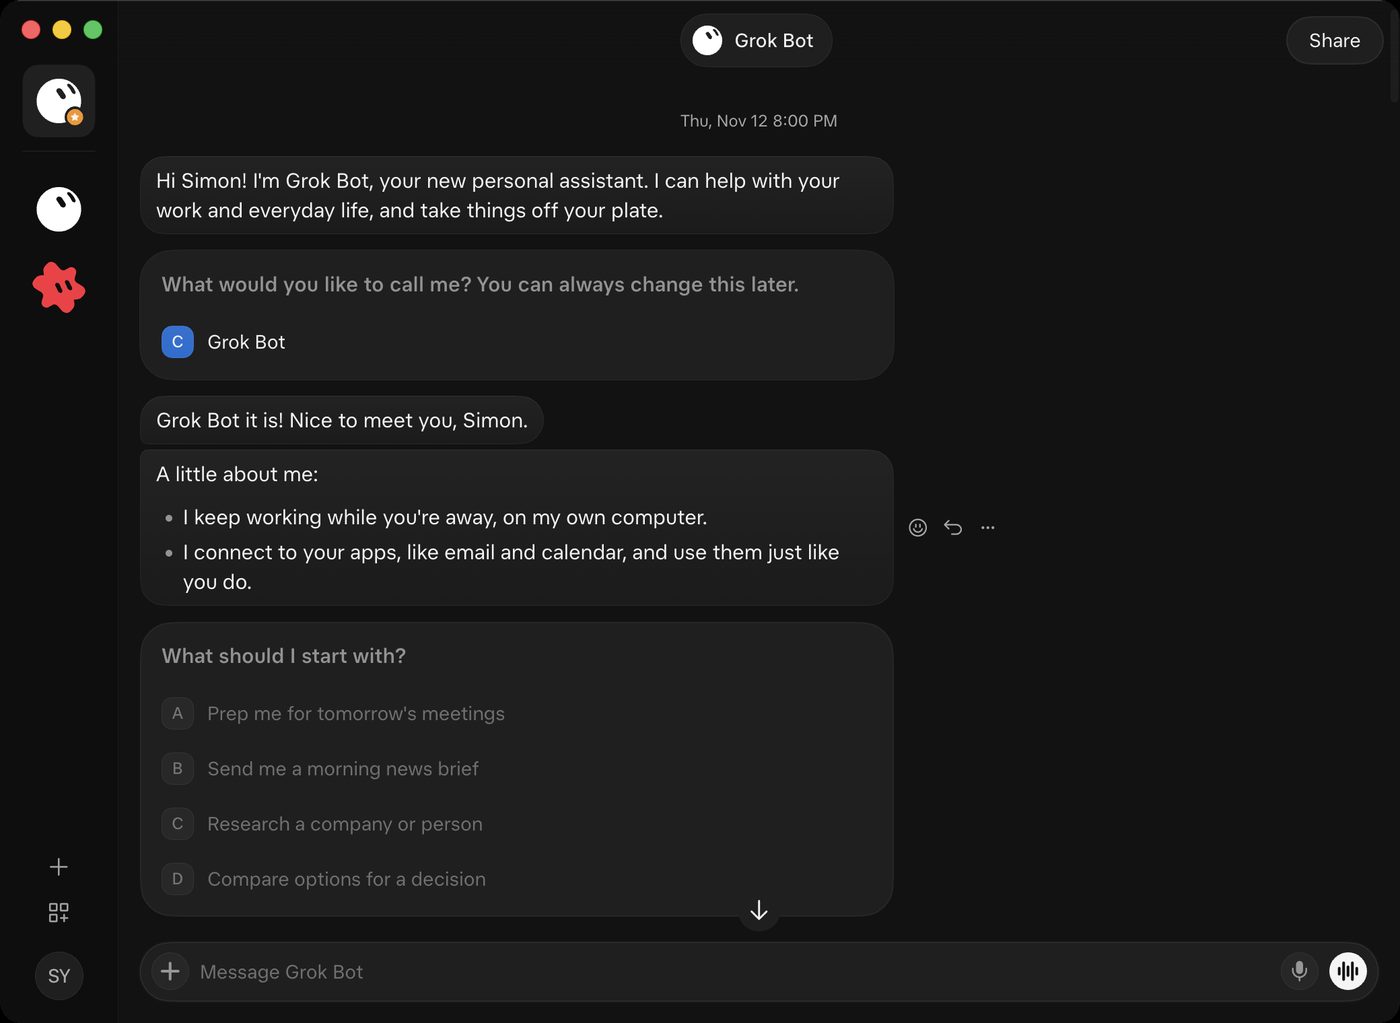 Grok Bot
Share
Thu, Nov 12 8:00 PM
Hi Simon! I'm Grok Bot, your new personal assistant. I can help with your
work and everyday life, and take things off your plate.
What would you like to call me? You can always change this later.
C Grok Bot
Grok Bot it is! Nice to meet you, Simon.
A little about me:
• I keep working while you're away, on my own computer.
• I connect to your apps, like email and calendar, and use them just like
you do.
What should I start with?
A Prep me for tomorrow's meetings
B Send me a morning news brief
C Research a company or person
D Compare options for a decision
SY
Message Grok Bot